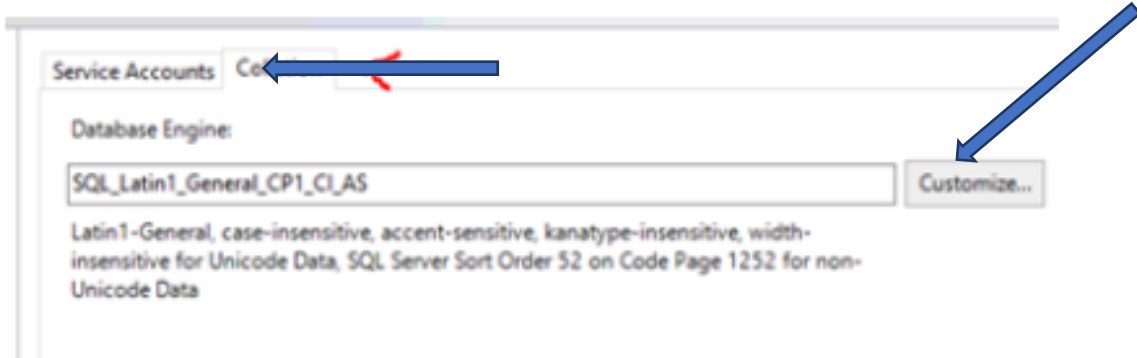 Service Accounts
Database Engine:
SQL_Latin1_General_CP1_CI_AS
Customize...
Latin1-General, case-insensitive, accent-sensitive, kanatype-insensitive, width-
insensitive for Unicode Data, SQL Server Sort Order 52 on Code Page 1252 for non-
Unicode Data